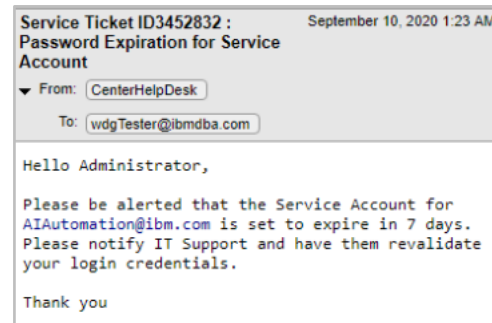 Service Ticket ID3452832 :
Password Expiration for Service
Account
September 10, 2020 1:23 AM
From: CenterHelpDesk
To: wdgTester@ibmdba.com
Hello Administrator,
Please be alerted that the Service Account for
AIAutomation@ibm.com is set to expire in 7 days.
Please notify IT Support and have them revalidate
your login credentials.
Thank you